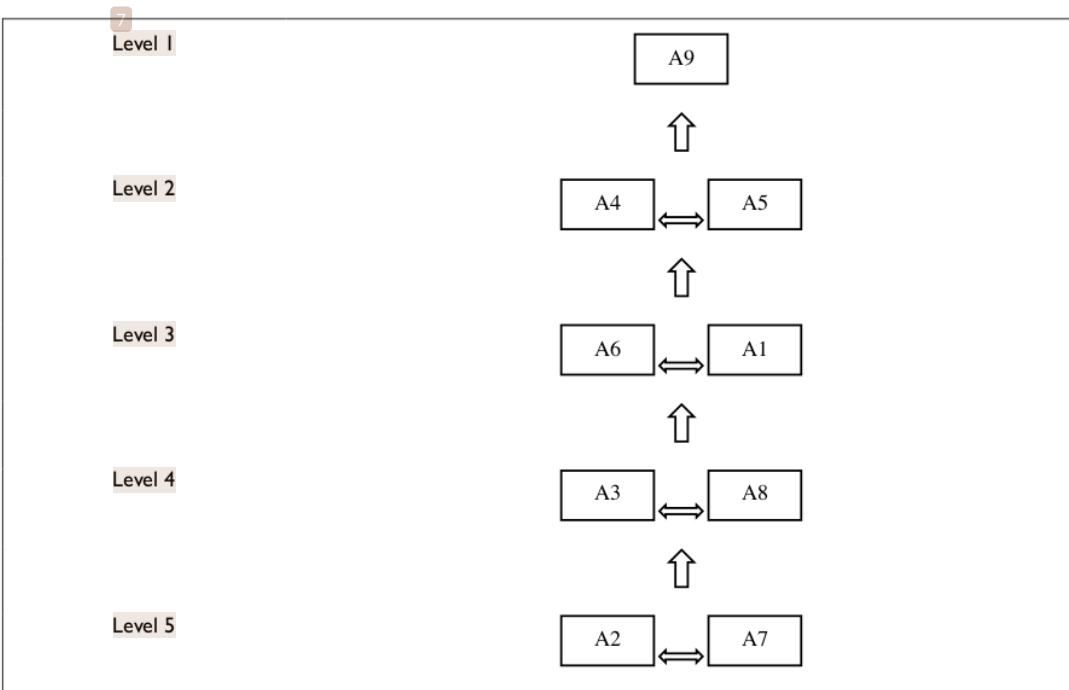 7
Level 1
A9
Level 2
A4 A5
Level 3
A6 A1
Level 4
A3 A8
Level 5
A2 A7